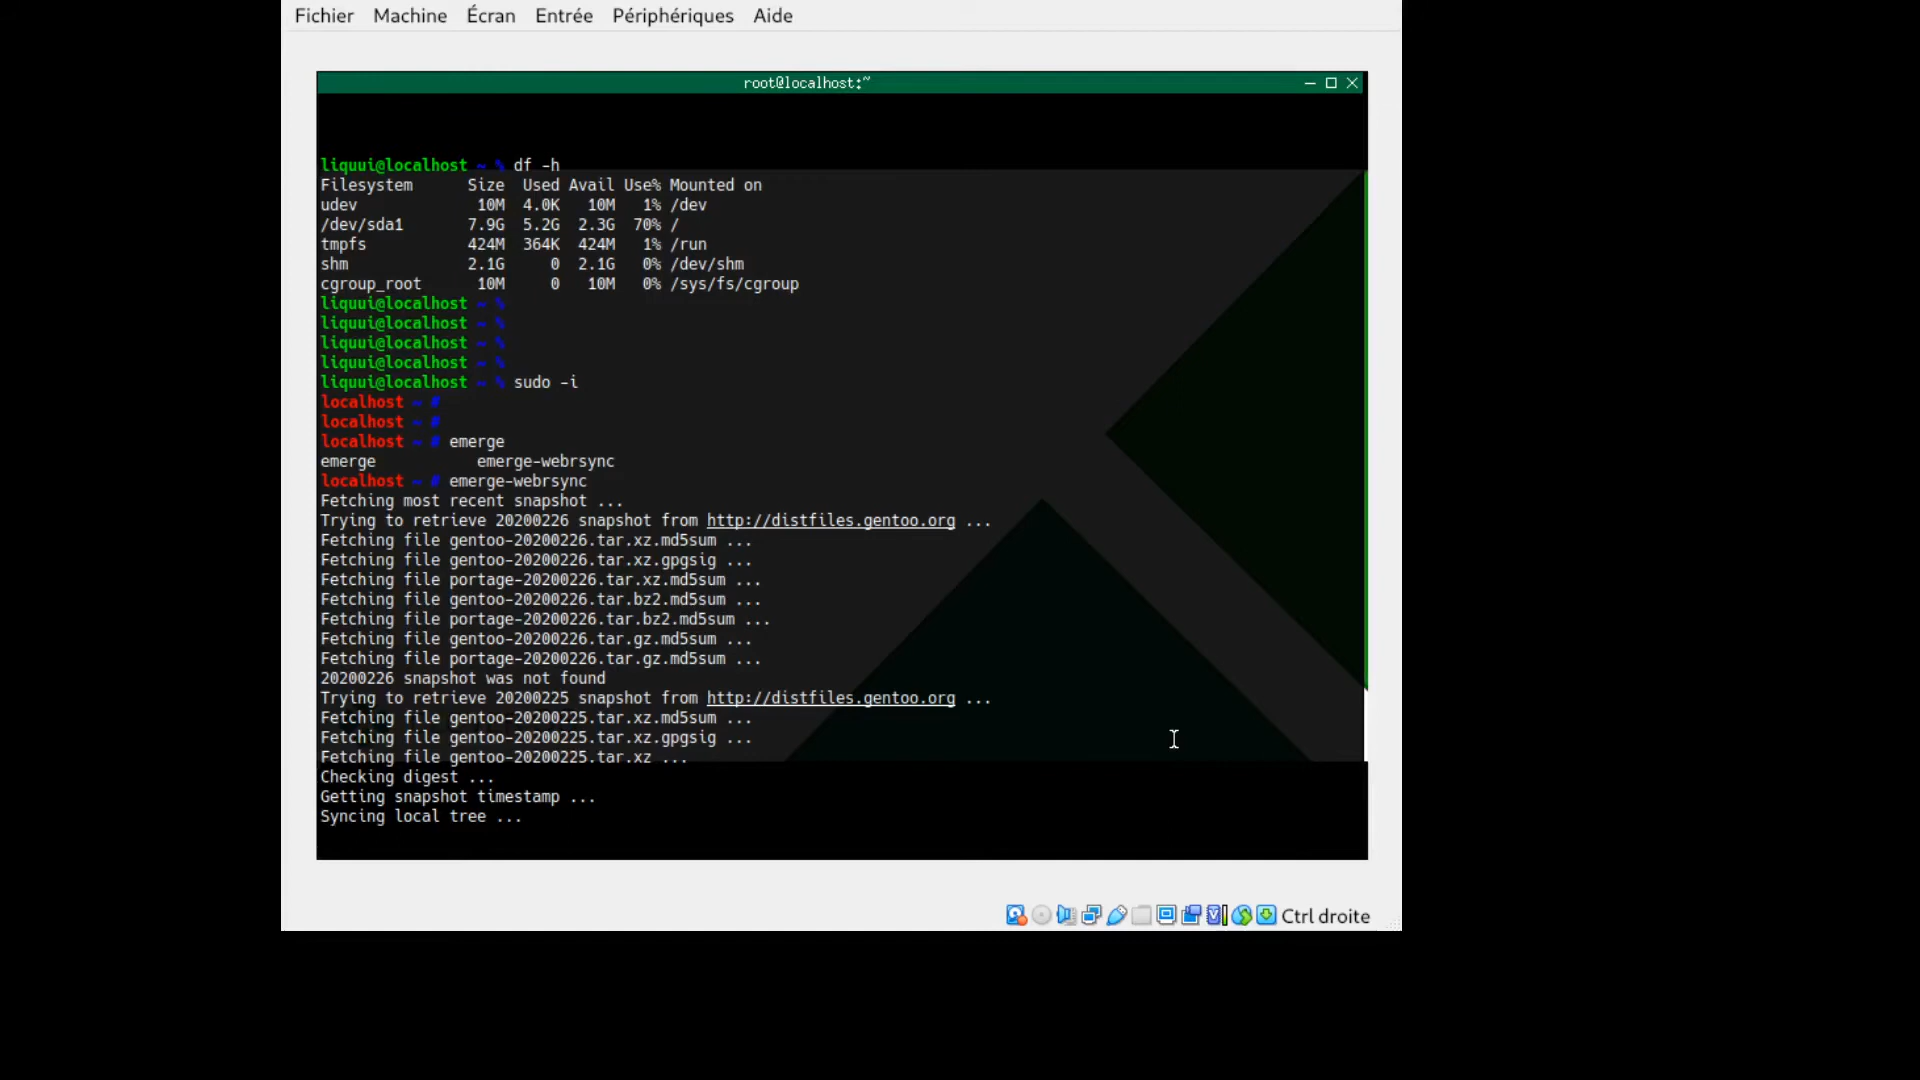 Fichier Machine Écran Entrée Périphériques Aide
root@localhost:~
liquui@localhost ~ % df -h
Filesystem      Size  Used Avail Use% Mounted on
udev             10M  4.0K   10M   1% /dev
/dev/sda1       7.9G  5.2G  2.3G  70% /
tmpfs           424M  364K  424M   1% /run
shm             2.1G     0  2.1G   0% /dev/shm
cgroup_root      10M     0   10M   0% /sys/fs/cgroup
liquui@localhost ~ %
liquui@localhost ~ %
liquui@localhost ~ %
liquui@localhost ~ %
liquui@localhost ~ % sudo -i
localhost ~ #
localhost ~ #
localhost ~ # emerge
emerge           emerge-webrsync
localhost ~ # emerge-webrsync
Fetching most recent snapshot ...
Trying to retrieve 20200226 snapshot from http://distfiles.gentoo.org ...
Fetching file gentoo-20200226.tar.xz.md5sum ...
Fetching file gentoo-20200226.tar.xz.gpgsig ...
Fetching file portage-20200226.tar.xz.md5sum ...
Fetching file gentoo-20200226.tar.bz2.md5sum ...
Fetching file portage-20200226.tar.bz2.md5sum ...
Fetching file gentoo-20200226.tar.gz.md5sum ...
Fetching file portage-20200226.tar.gz.md5sum ...
20200226 snapshot was not found
Trying to retrieve 20200225 snapshot from http://distfiles.gentoo.org ...
Fetching file gentoo-20200225.tar.xz.md5sum ...
Fetching file gentoo-20200225.tar.xz.gpgsig ...
Fetching file gentoo-20200225.tar.xz ...
Checking digest ...
Getting snapshot timestamp ...
Syncing local tree ...
Ctrl droite